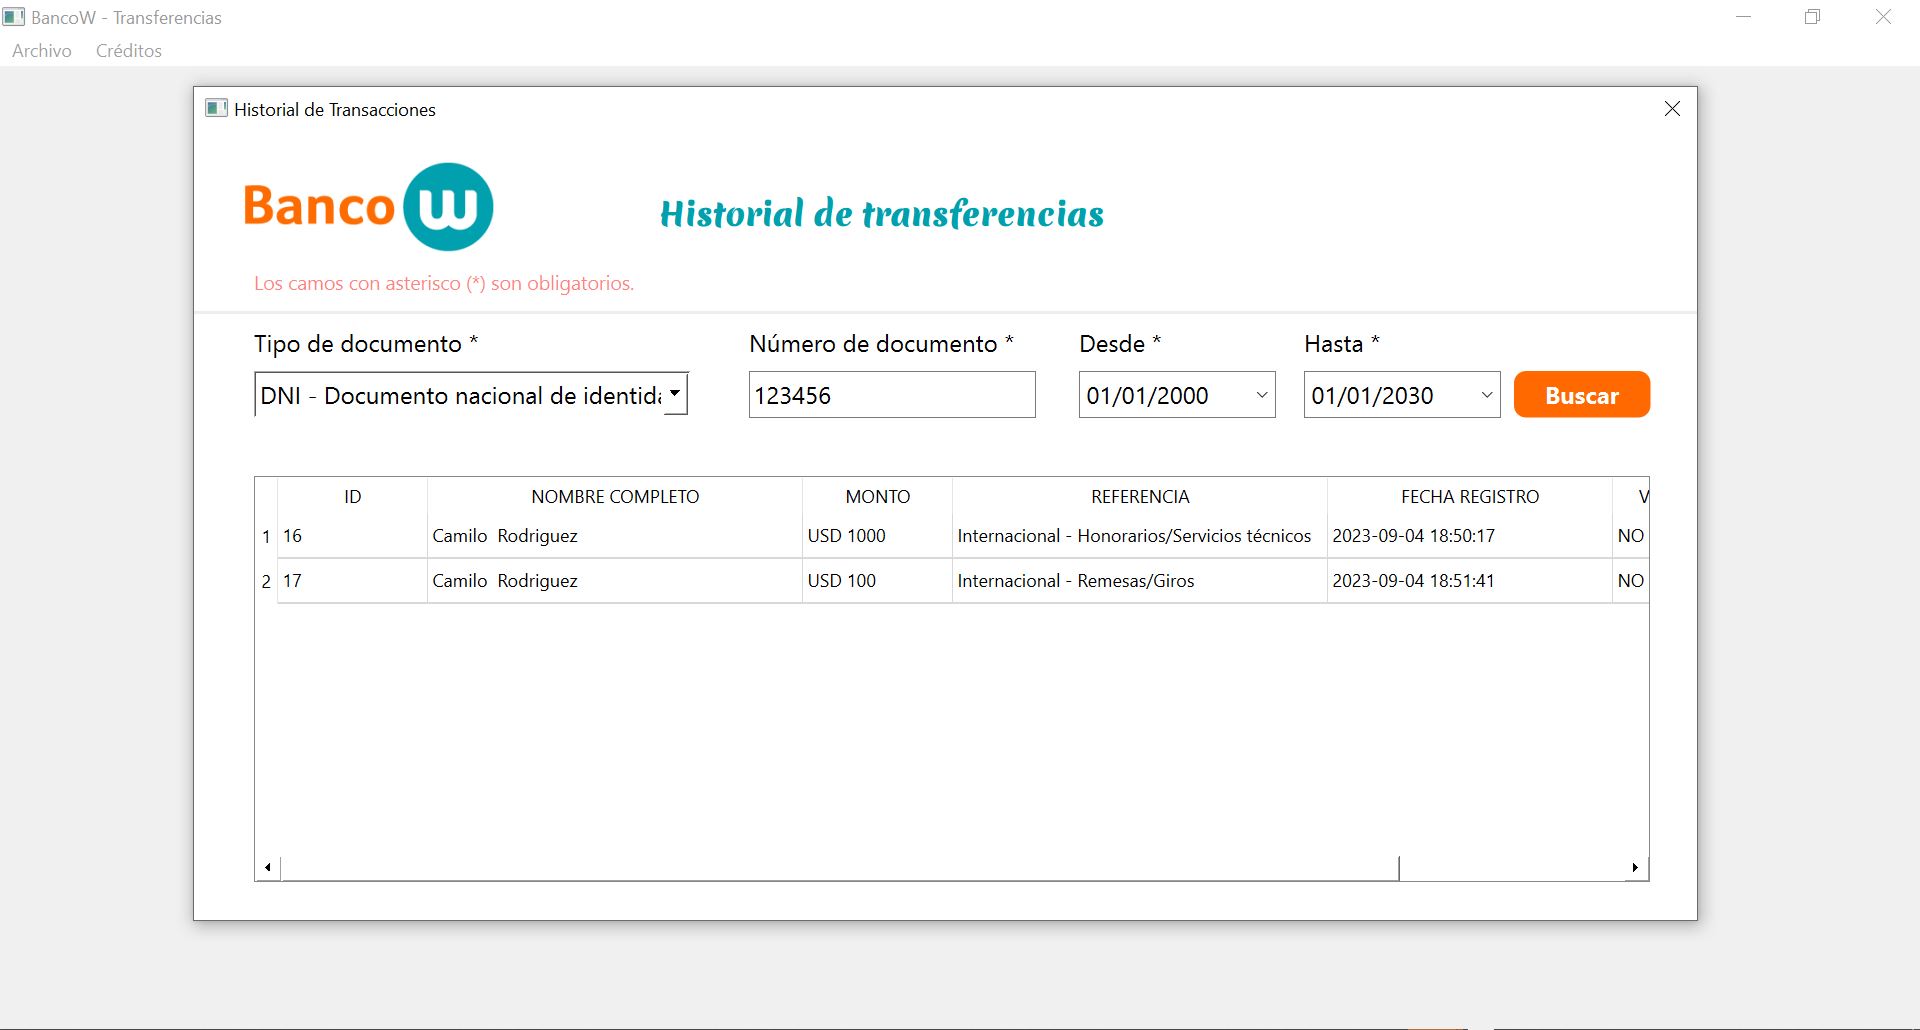 BancoW - Transferencias
Archivo Créditos
Historial de Transacciones
Banco W
Historial de transferencias
Los camos con asterisco (*) son obligatorios.
Tipo de documento * Número de documento * Desde * Hasta *
DNI - Documento nacional de identida 123456 01/01/2000 01/01/2030 Buscar
ID NOMBRE COMPLETO MONTO REFERENCIA FECHA REGISTRO V
1 16 Camilo Rodriguez USD 1000 Internacional - Honorarios/Servicios técnicos 2023-09-04 18:50:17 NO
2 17 Camilo Rodriguez USD 100 Internacional - Remesas/Giros 2023-09-04 18:51:41 NO